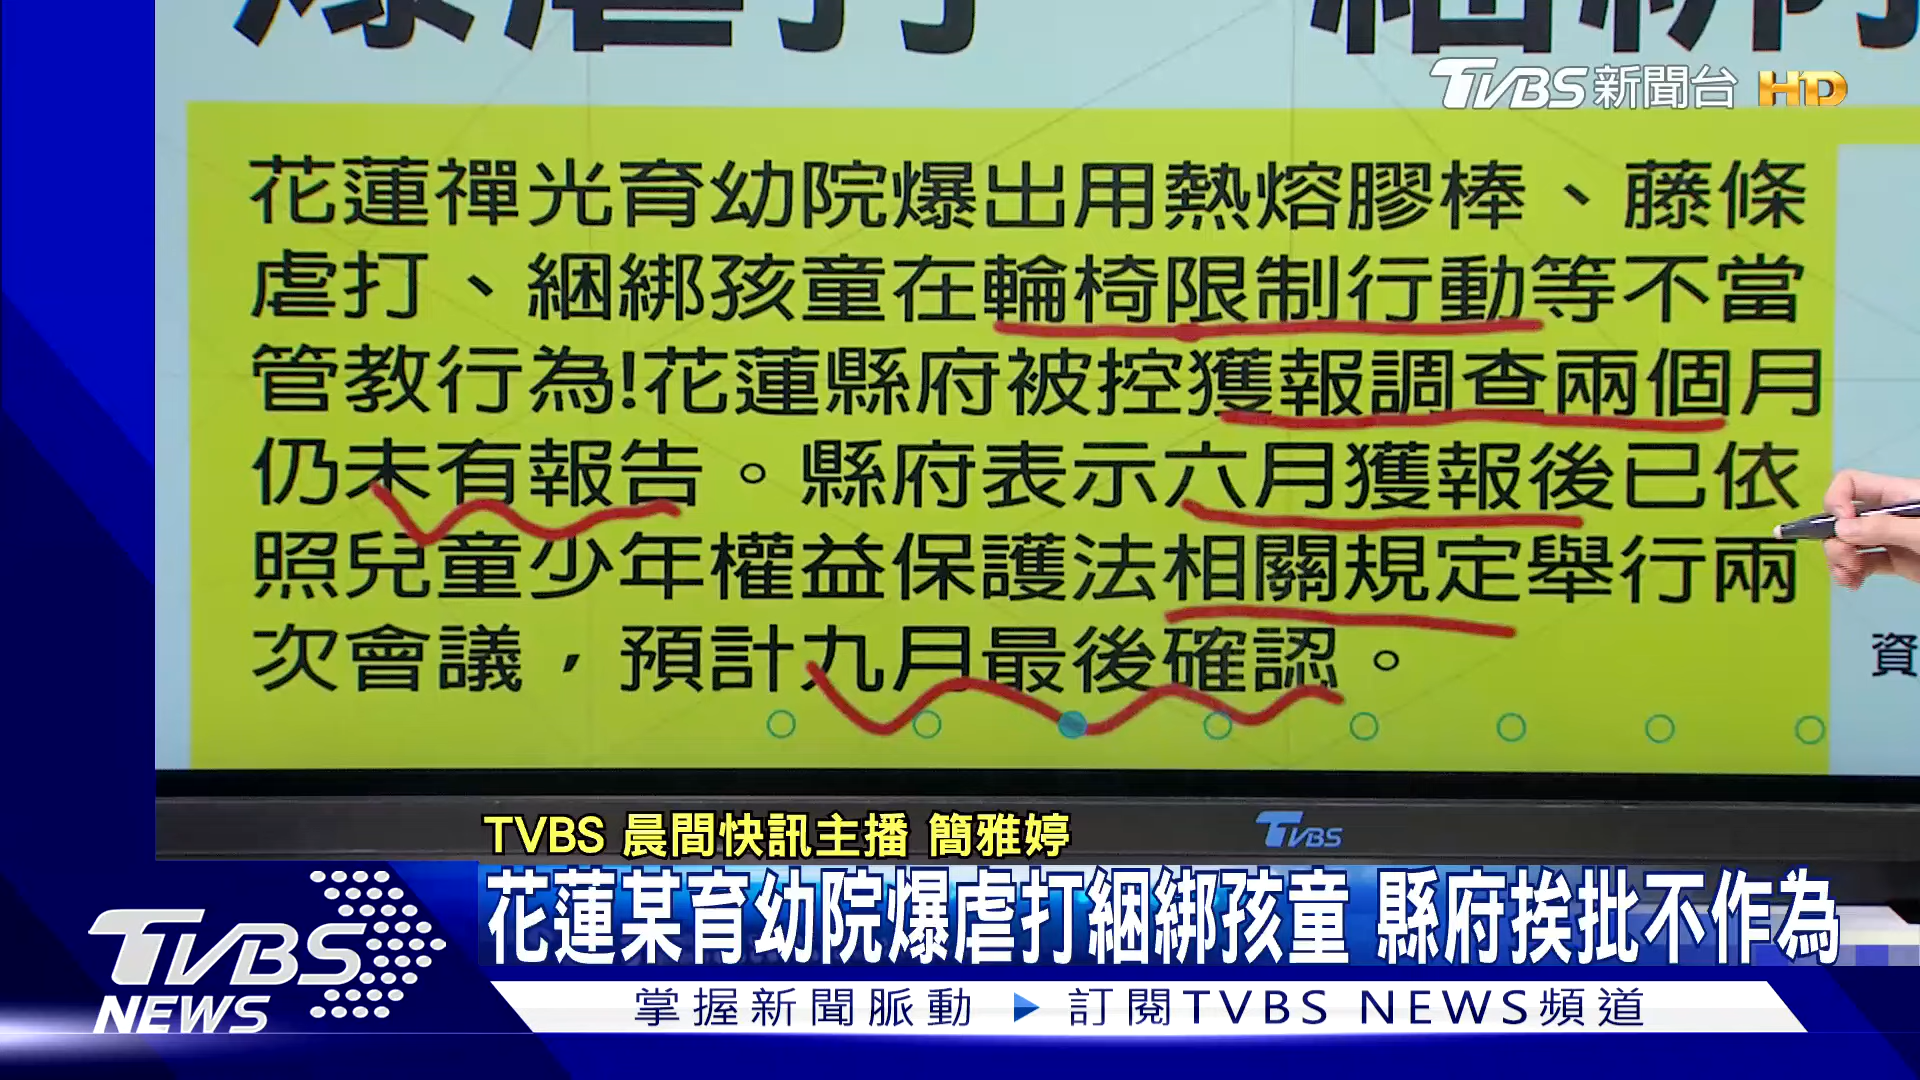 爆虐打 綑綁
TVBS新聞台 HD
花蓮禪光育幼院爆出用熱熔膠棒、藤條
虐打、綑綁孩童在輪椅限制行動等不當
管教行為!花蓮縣府被控獲報調查兩個月
仍未有報告。縣府表示六月獲報後已依
照兒童少年權益保護法相關規定舉行兩
次會議，預計九月最後確認。
資
TVBS
TVBS 晨間快訊主播 簡雅婷
花蓮某育幼院爆虐打綑綁孩童 縣府挨批不作為
TVBS
NEWS
掌握新聞脈動 ▶ 訂閱TVBS NEWS頻道